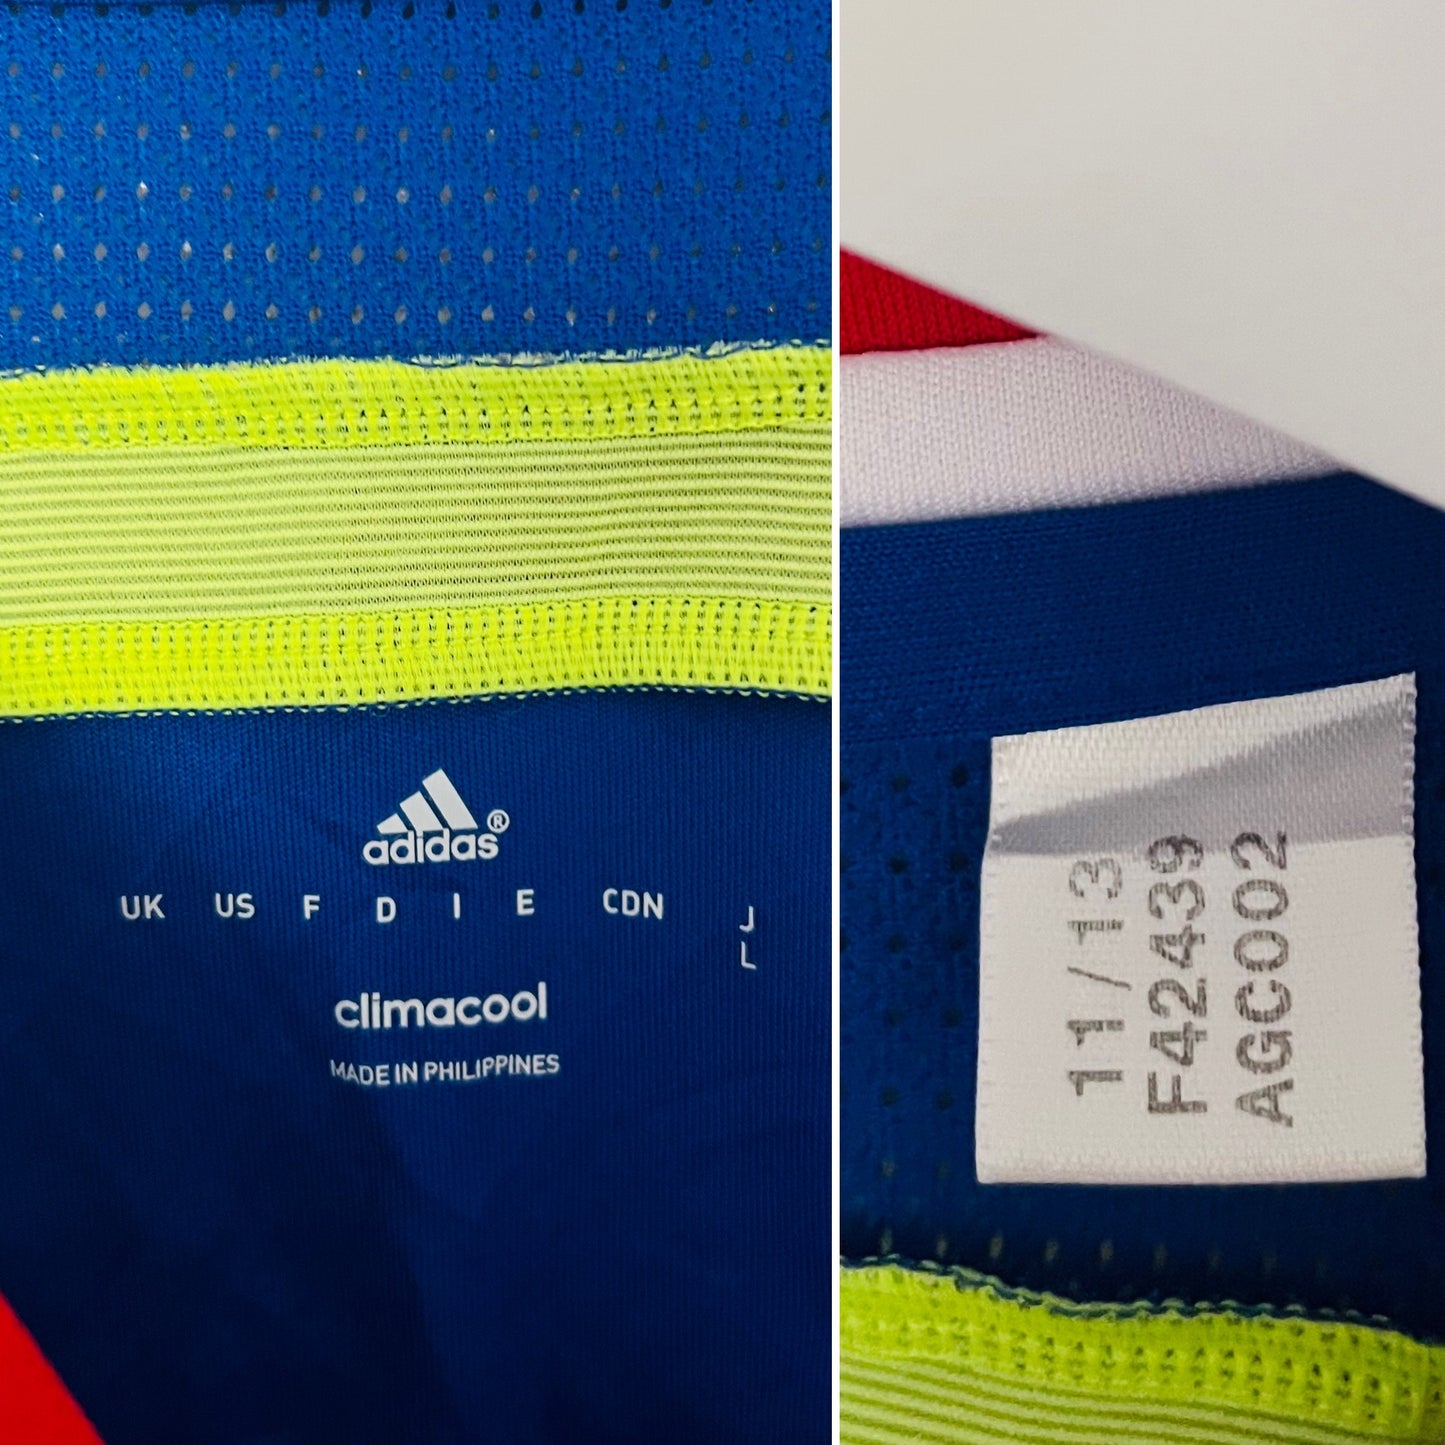 adidas®
UK US F D I E CDN J
L
climacool
MADE IN PHILIPPINES
11/13
F42439
AGC002